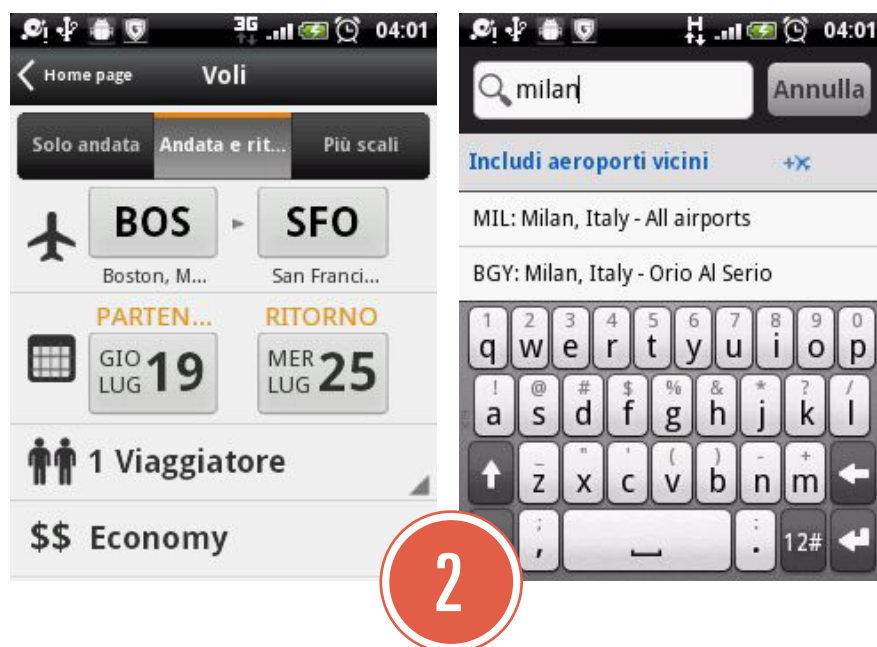 3G 04:01
Home page Voli
Solo andata Andata e rit... Più scali
BOS SFO
Boston, M... San Franci...
PARTEN... RITORNO
GIO LUG 19 MER LUG 25
1 Viaggiatore
$$ Economy
H 04:01
milan Annulla
Includi aeroporti vicini
MIL: Milan, Italy - All airports
BGY: Milan, Italy - Orio Al Serio
1 2 3 4 5 6 7 8 9 0
q w e r t y u i o p
! @ # $ % & * ? /
a s d f g h j k l
_ " ' ( ) - +
z x c v b n m
; :
, . 12#
2